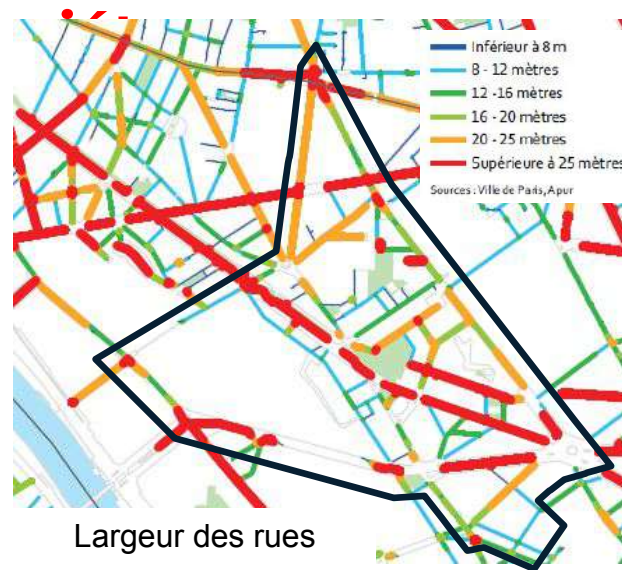 Inférieur à 8 m
8 - 12 mètres
12 -16 mètres
16 - 20 mètres
20 - 25 mètres
Supérieure à 25 mètres
Sources : Ville de Paris, Apur
Largeur des rues